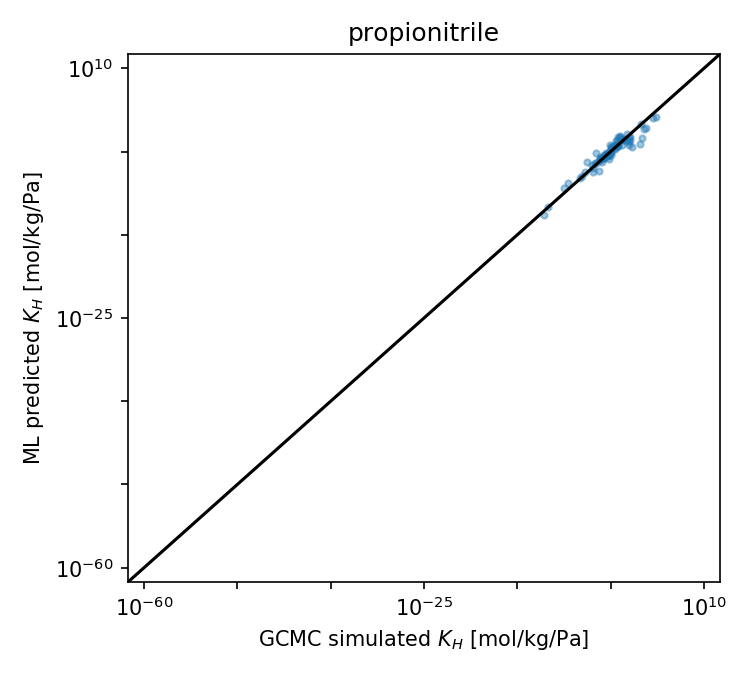 propionitrile
10^10
10^-25
10^-60
ML predicted K_H [mol/kg/Pa]
10^-60 10^-25 10^10
GCMC simulated K_H [mol/kg/Pa]